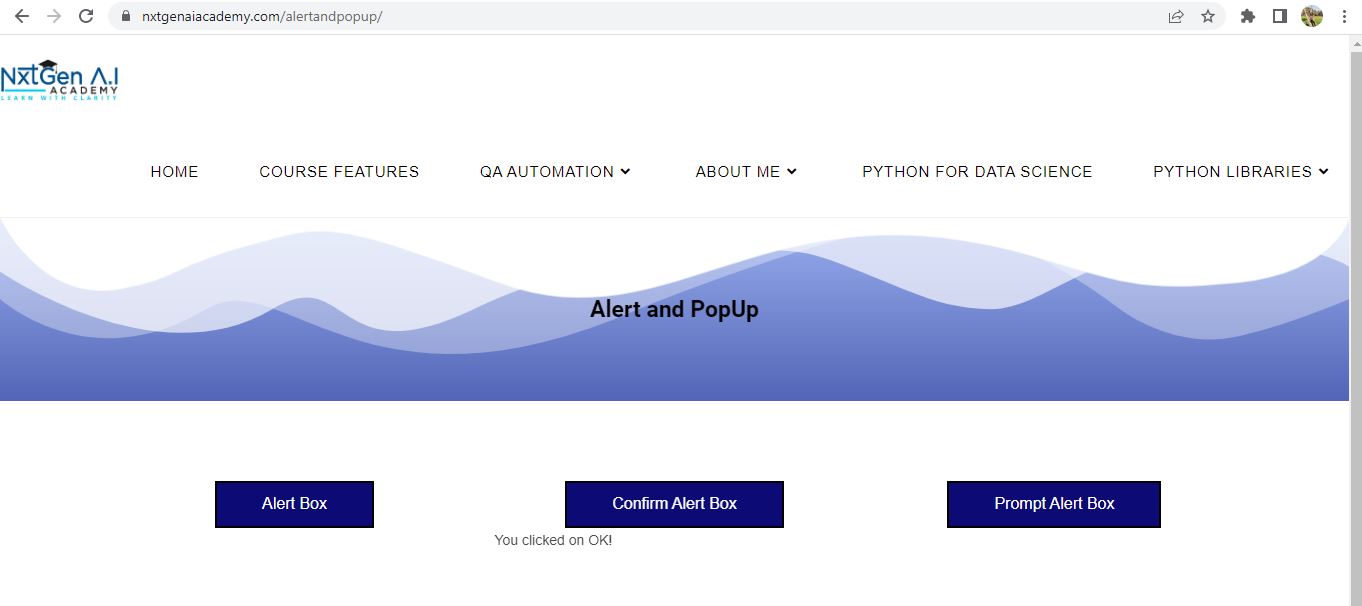 nxtgenaiacademy.com/alertandpopup/
NxtGen A.I
ACADEMY
LEARN WITH CLARITY
HOME COURSE FEATURES QA AUTOMATION ABOUT ME PYTHON FOR DATA SCIENCE PYTHON LIBRARIES
Alert and PopUp
Alert Box Confirm Alert Box Prompt Alert Box
You clicked on OK!